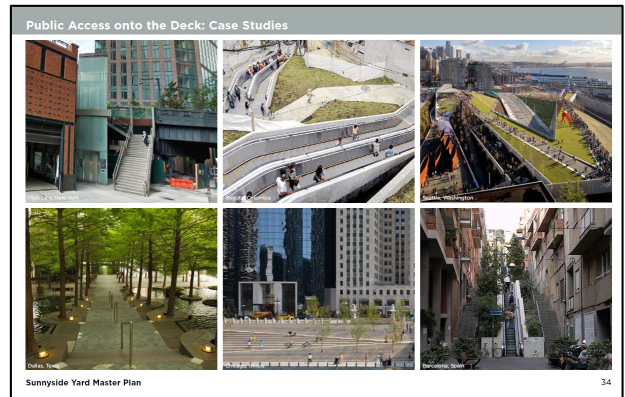 Public Access onto the Deck: Case Studies
High Line, New York
Bogotá, Colombia
Seattle, Washington
Dallas, Texas
Chicago, Illinois
Barcelona, Spain
Sunnyside Yard Master Plan
34